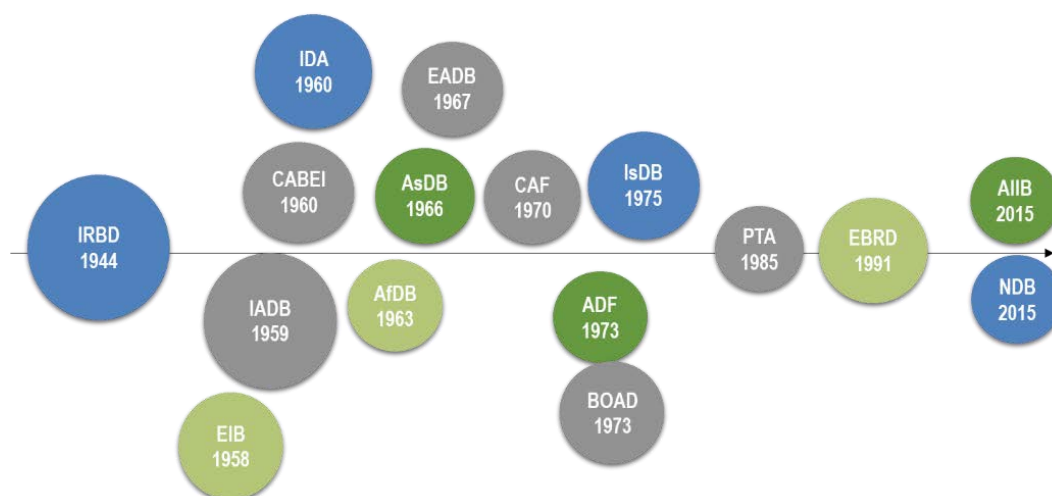 IDA
1960
EADB
1967
CABEI
1960
AsDB
1966
CAF
1970
IsDB
1975
AIIB
2015
IRBD
1944
PTA
1985
EBRD
1991
IADB
1959
AfDB
1963
ADF
1973
NDB
2015
BOAD
1973
EIB
1958